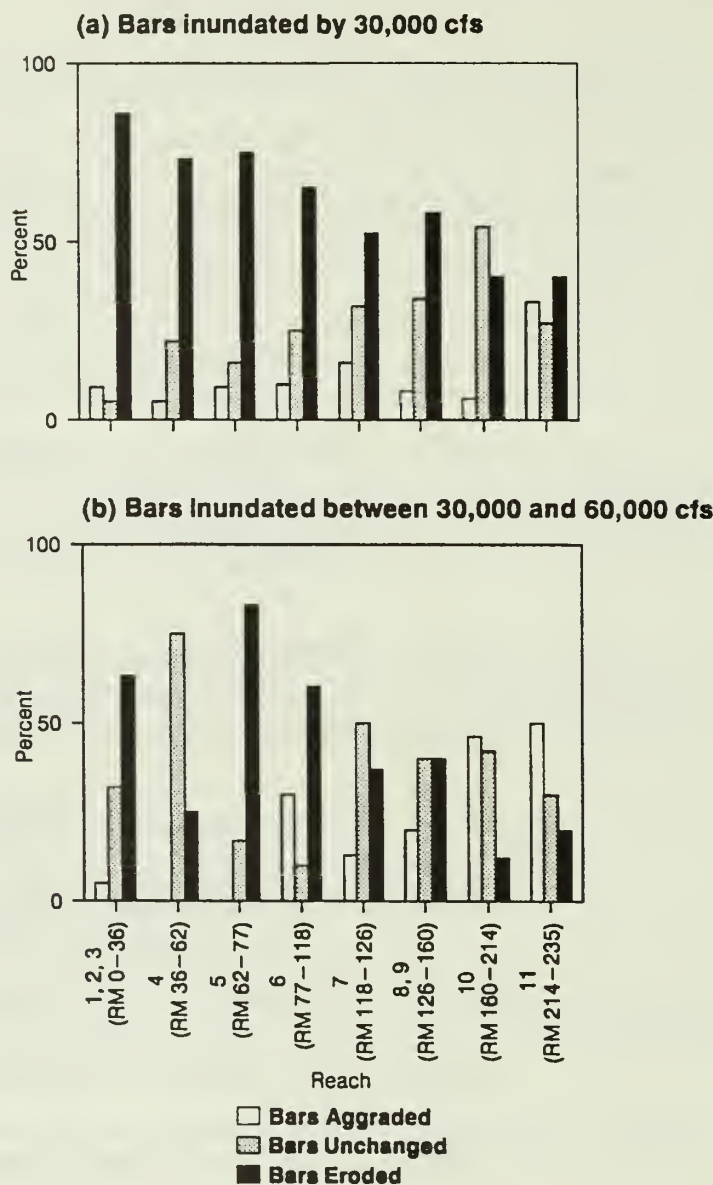 (a) Bars inundated by 30,000 cfs
100
50
0
Percent
(b) Bars Inundated between 30,000 and 60,000 cfs
100
50
0
Percent
1, 2, 3
(RM 0–36)
4
(RM 36–62)
5
(RM 62–77)
6
(RM 77–118)
7
(RM 118–126)
8, 9
(RM 126–160)
10
(RM 160–214)
11
(RM 214–235)
Reach
Bars Aggraded
Bars Unchanged
Bars Eroded